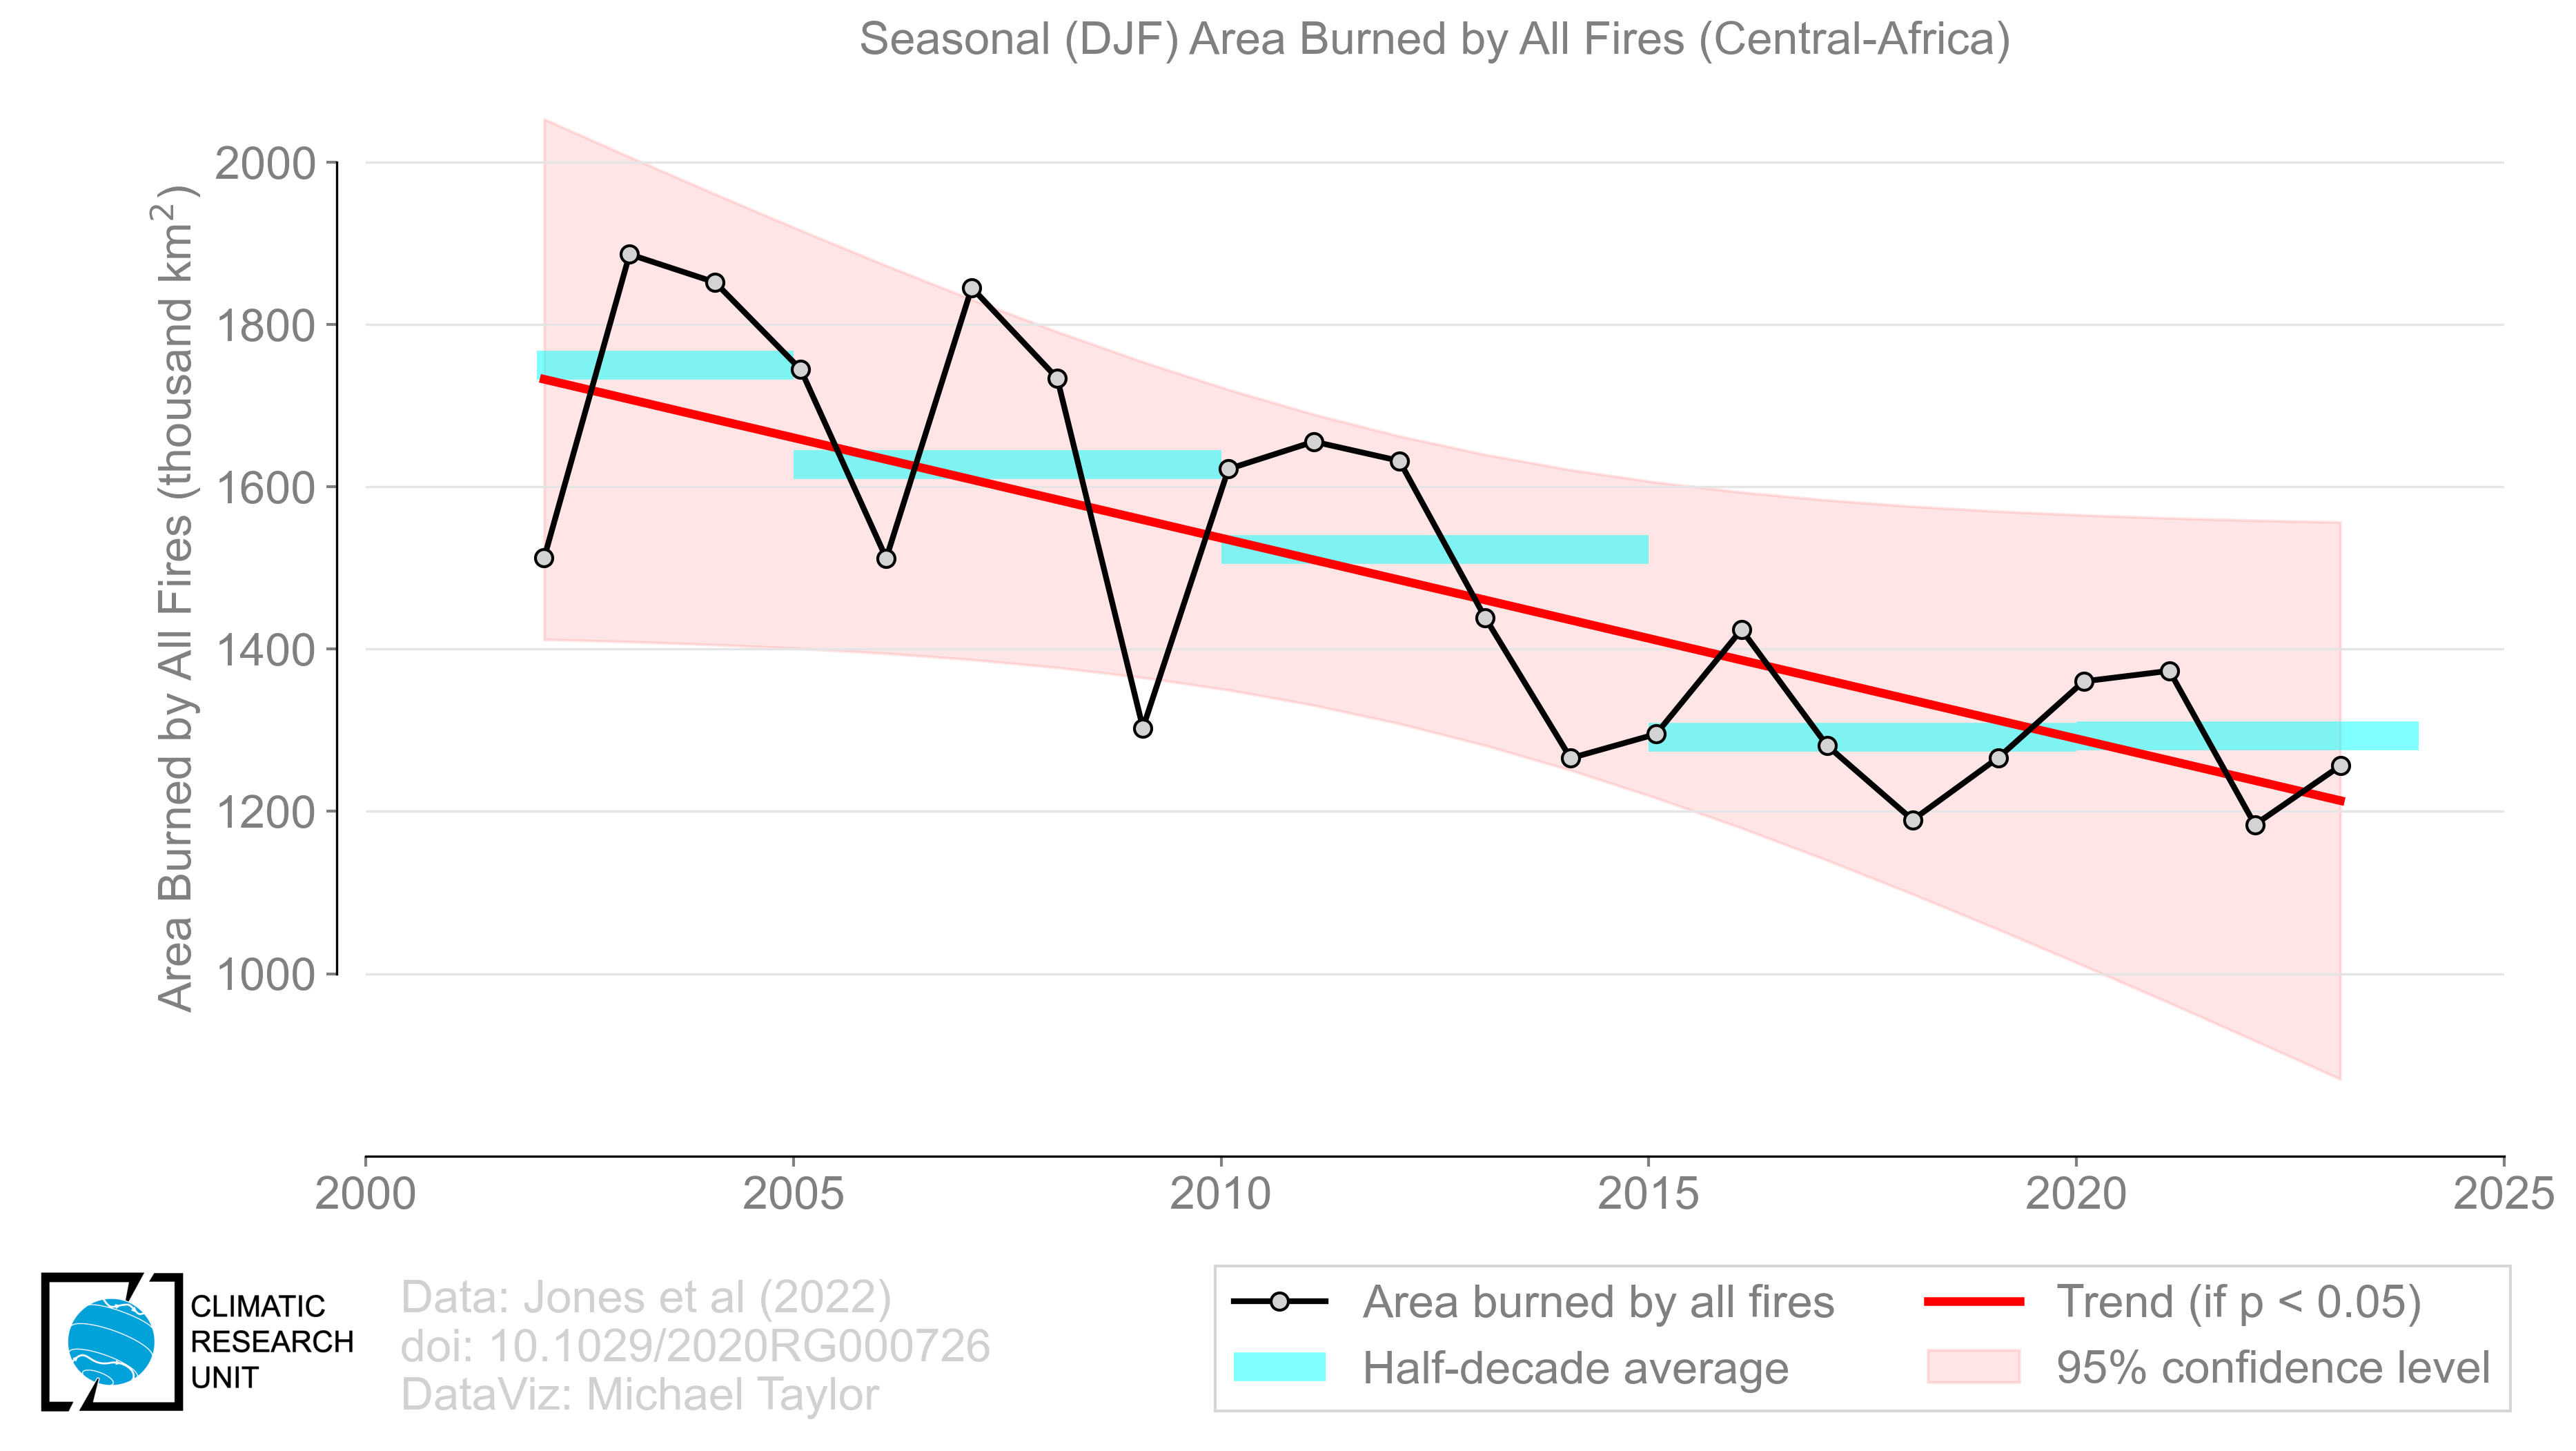 Seasonal (DJF) Area Burned by All Fires (Central-Africa)
Area Burned by All Fires (thousand km²)
2000
1800
1600
1400
1200
1000
2000
2005
2010
2015
2020
2025
CLIMATIC
RESEARCH
UNIT
Data: Jones et al (2022)
doi: 10.1029/2020RG000726
DataViz: Michael Taylor
Area burned by all fires
Half-decade average
Trend (if p < 0.05)
95% confidence level